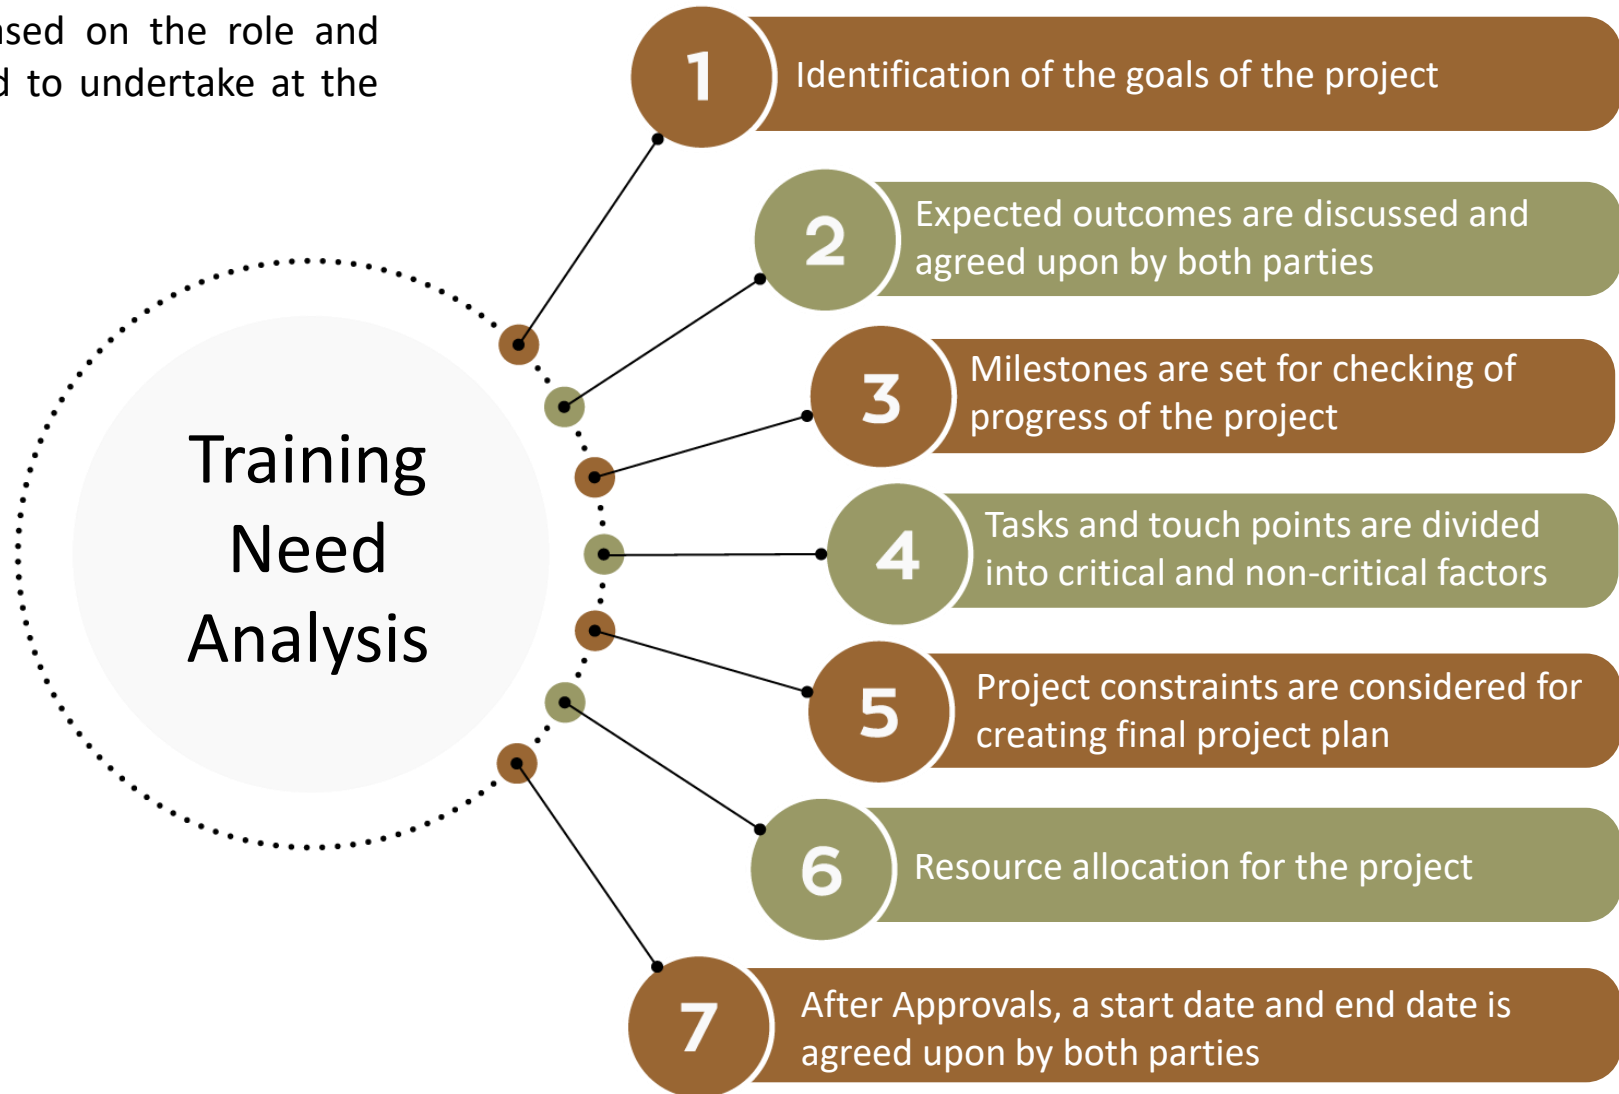 on the role and
to undertake at the
1
Identification of the goals of the project
2
Expected outcomes are discussed and
agreed upon by both parties
3
Milestones are set for checking of
progress of the project
4
Tasks and touch points are divided
into critical and non-critical factors
5
Project constraints are considered for
creating final project plan
6
Resource allocation for the project
7
After Approvals, a start date and end date is
agreed upon by both parties
Training
Need
Analysis